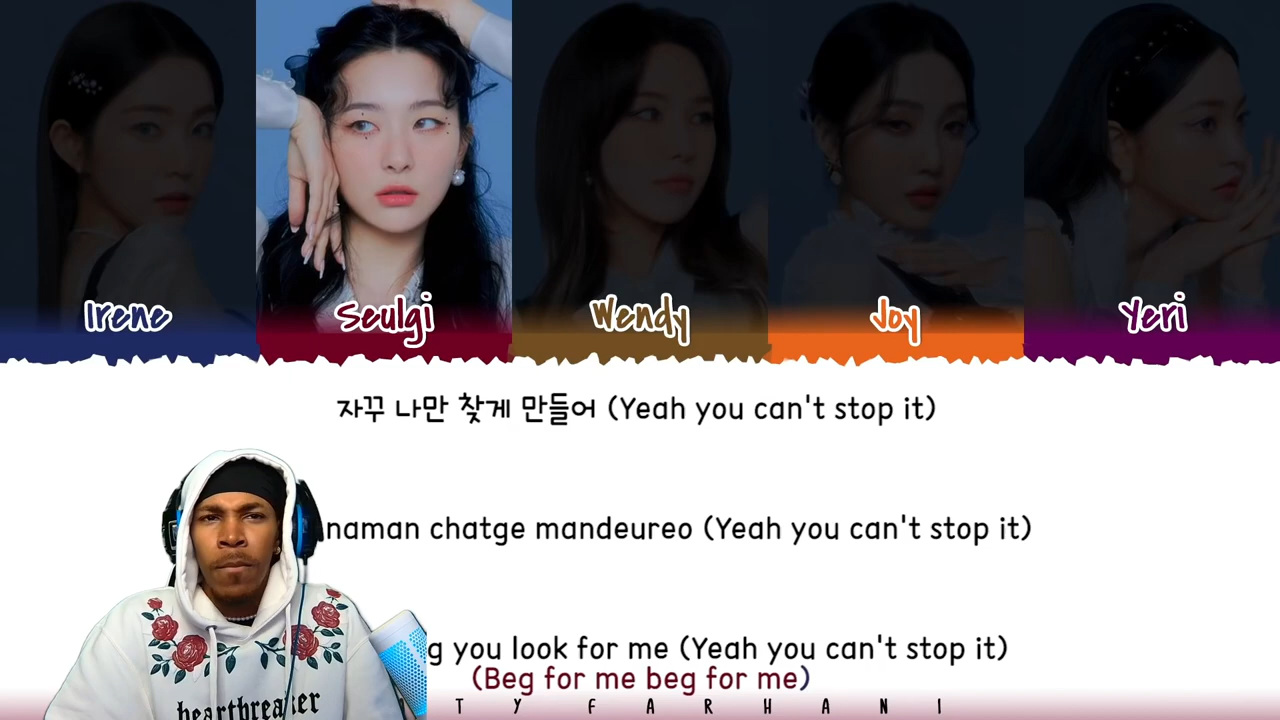 Irene Seulgi Wendy Joy Yeri
자꾸 나만 찾게 만들어 (Yeah you can't stop it)
naman chatge mandeureo (Yeah you can't stop it)
you look for me (Yeah you can't stop it)
(Beg for me beg for me)
T Y F A R H A N I
heartbreaker